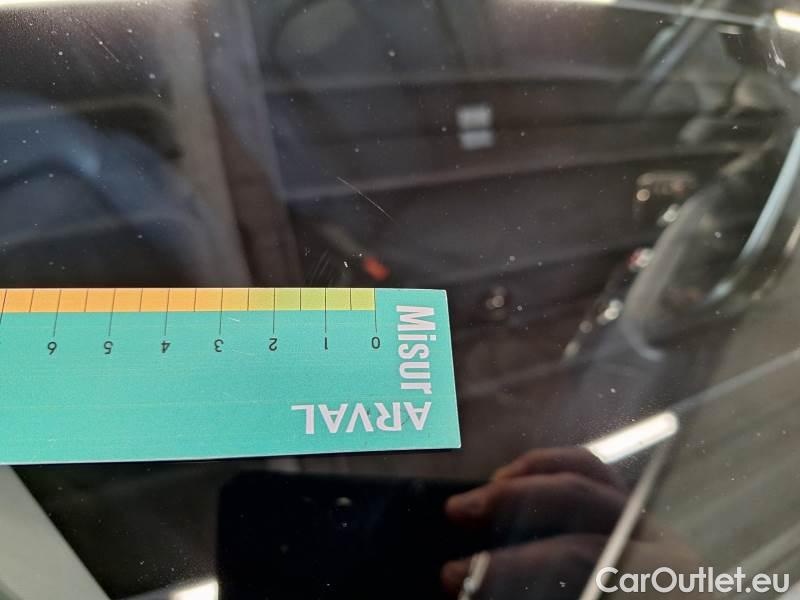 Misur
ARVAL
0 1 2 3 4 5 6
CarOutlet.eu